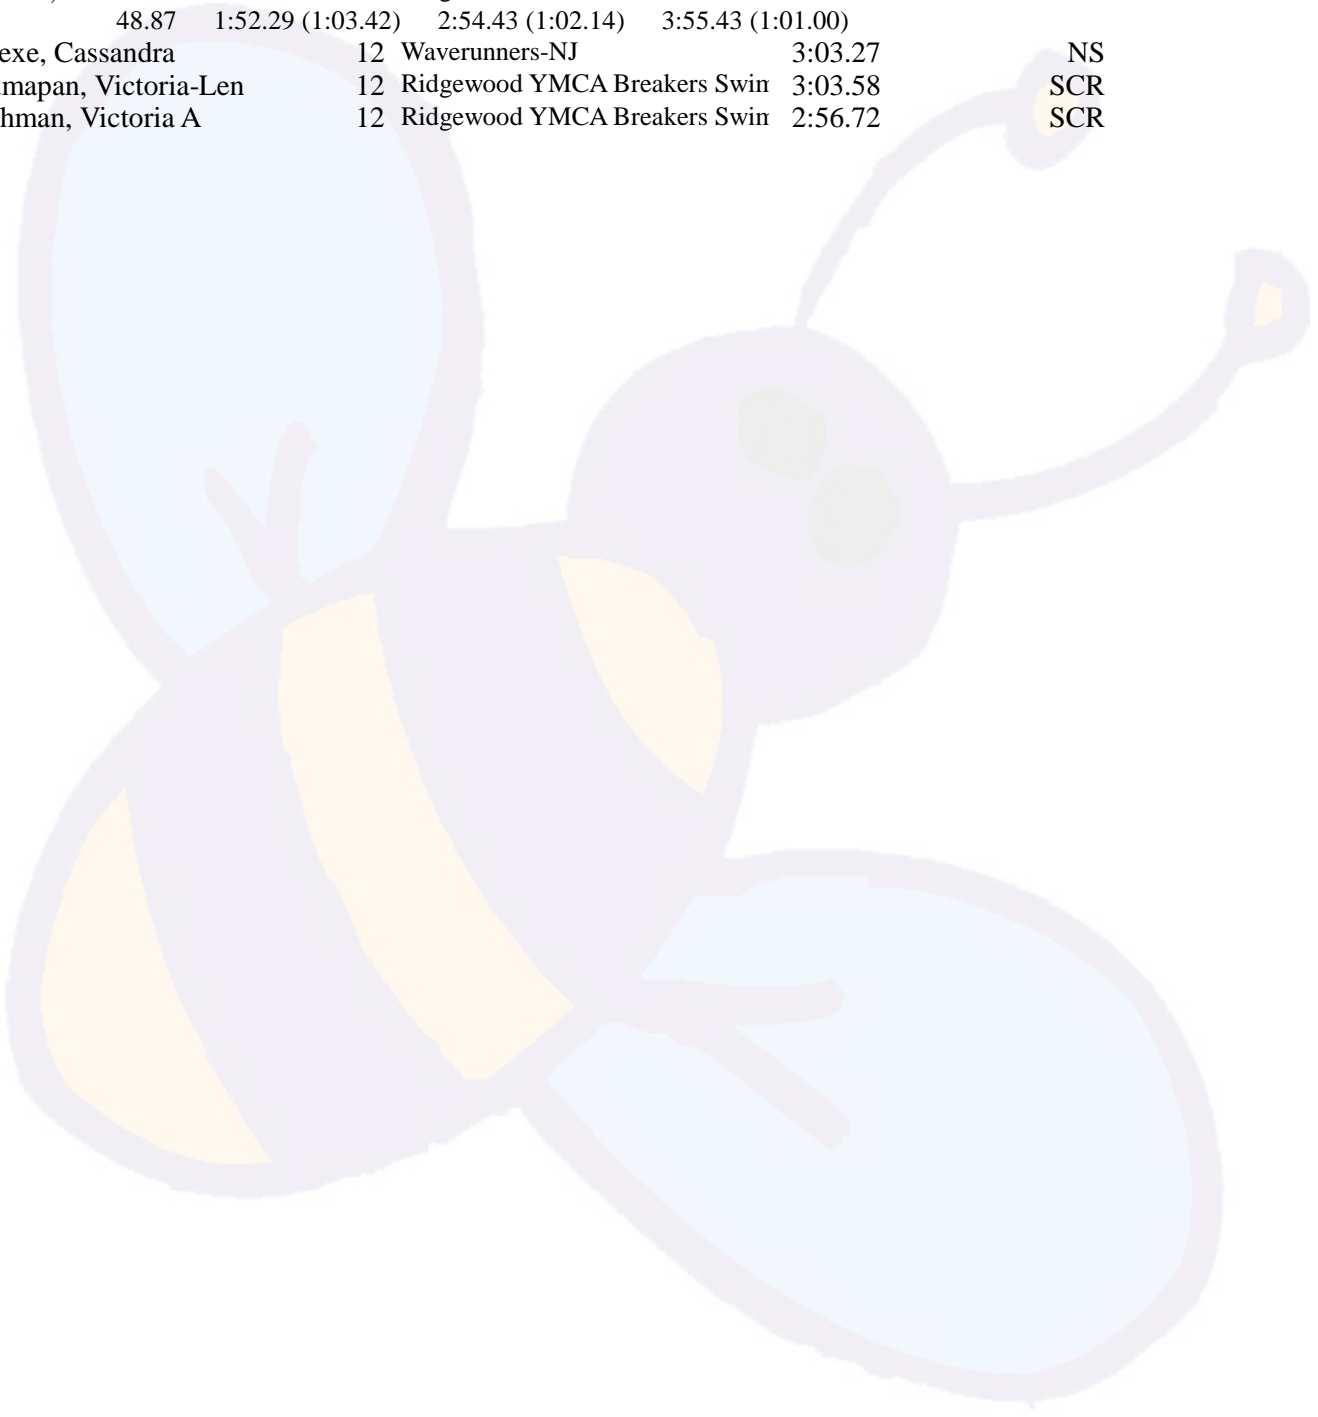 48.87 1:52.29 (1:03.42) 2:54.43 (1:02.14) 3:55.43 (1:01.00)
exe, Cassandra 12 Waverunners-NJ 3:03.27 NS
mapan, Victoria-Len 12 Ridgewood YMCA Breakers Swim 3:03.58 SCR
hman, Victoria A 12 Ridgewood YMCA Breakers Swim 2:56.72 SCR